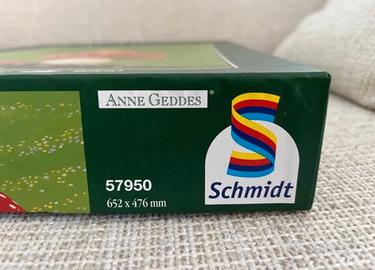 ANNE GEDDES®
57950
652 x 476 mm
Schmidt